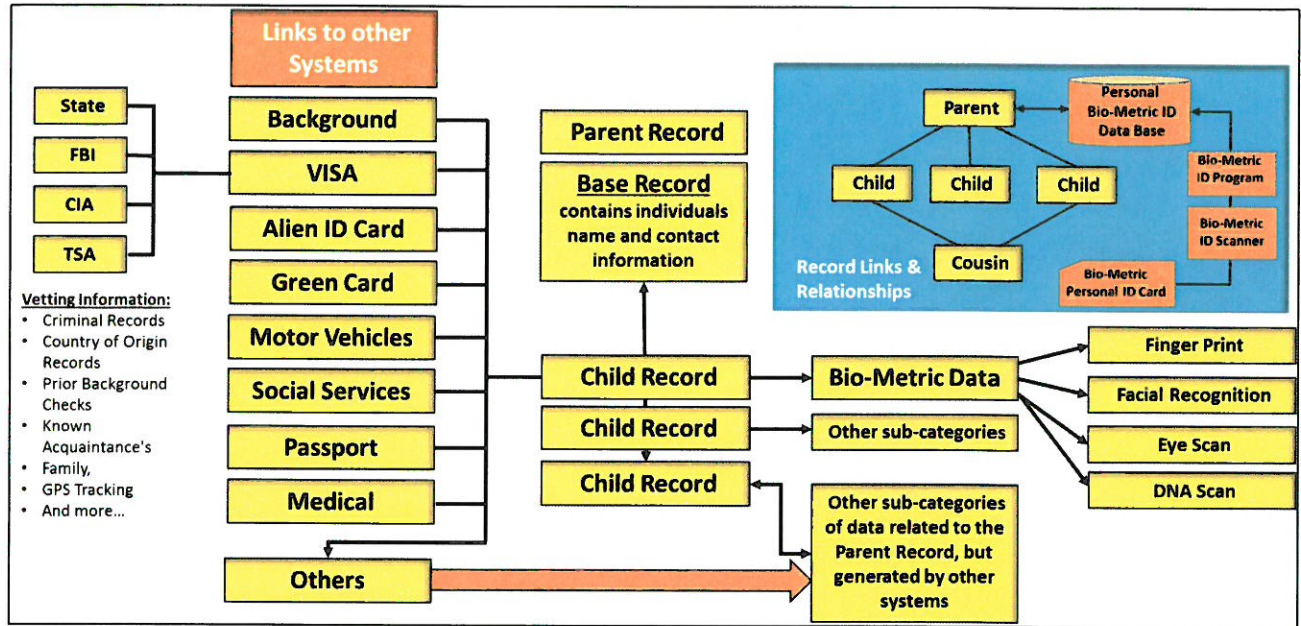 Links to other
Systems
State
FBI
CIA
TSA
Vetting Information:
• Criminal Records
• Country of Origin
Records
• Prior Background
Checks
• Known
Acquaintance's
• Family,
• GPS Tracking
• And more...
Background
VISA
Alien ID Card
Green Card
Motor Vehicles
Social Services
Passport
Medical
Others
Parent Record
Base Record
contains individuals
name and contact
information
Child Record
Child Record
Child Record
Bio-Metric Data
Other sub-categories
Other sub-categories
of data related to the
Parent Record, but
generated by other
systems
Finger Print
Facial Recognition
Eye Scan
DNA Scan
Parent
Child
Child
Child
Cousin
Record Links &
Relationships
Personal
Bio-Metric ID
Data Base
Bio-Metric
ID Program
Bio-Metric
ID Scanner
Bio-Metric
Personal ID Card